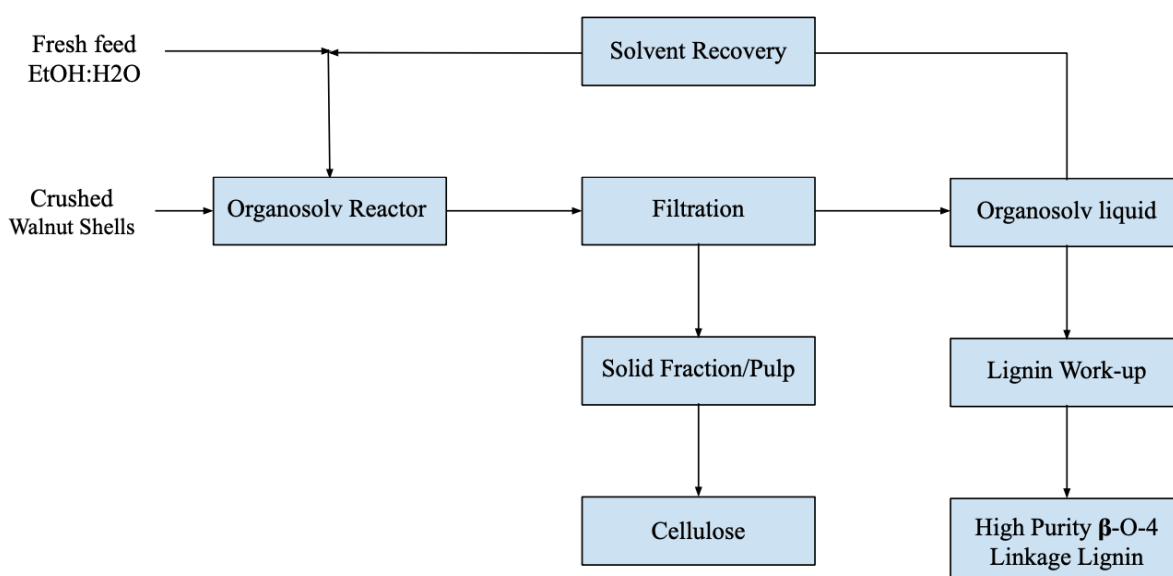 Fresh feed
EtOH:H2O
Solvent Recovery
Crushed
Walnut Shells
Organosolv Reactor
Filtration
Organosolv liquid
Solid Fraction/Pulp
Lignin Work-up
Cellulose
High Purity β-O-4
Linkage Lignin